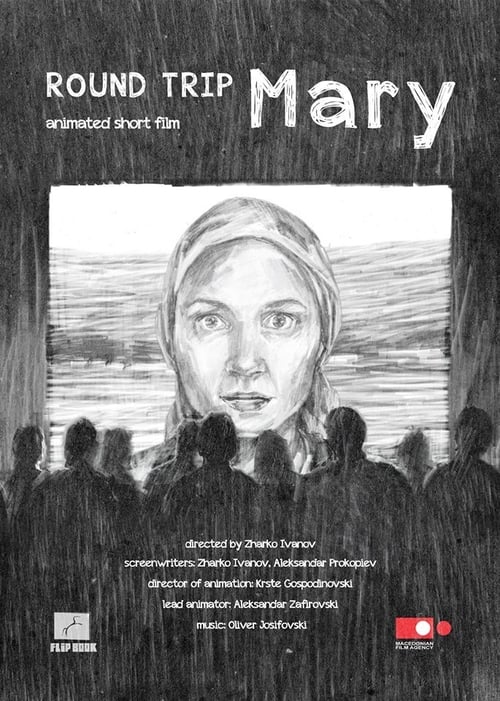 ROUND TRIP Mary
animated short film
directed by Zharko Ivanov
screenwriters: Zharko Ivanov, Aleksandar Prokopiev
director of animation: Krste Gospodinovski
lead animator: Aleksandar Zafirovski
music: Oliver Josifovski
FLIP BOOK
MACEDONIAN
FILM AGENCY